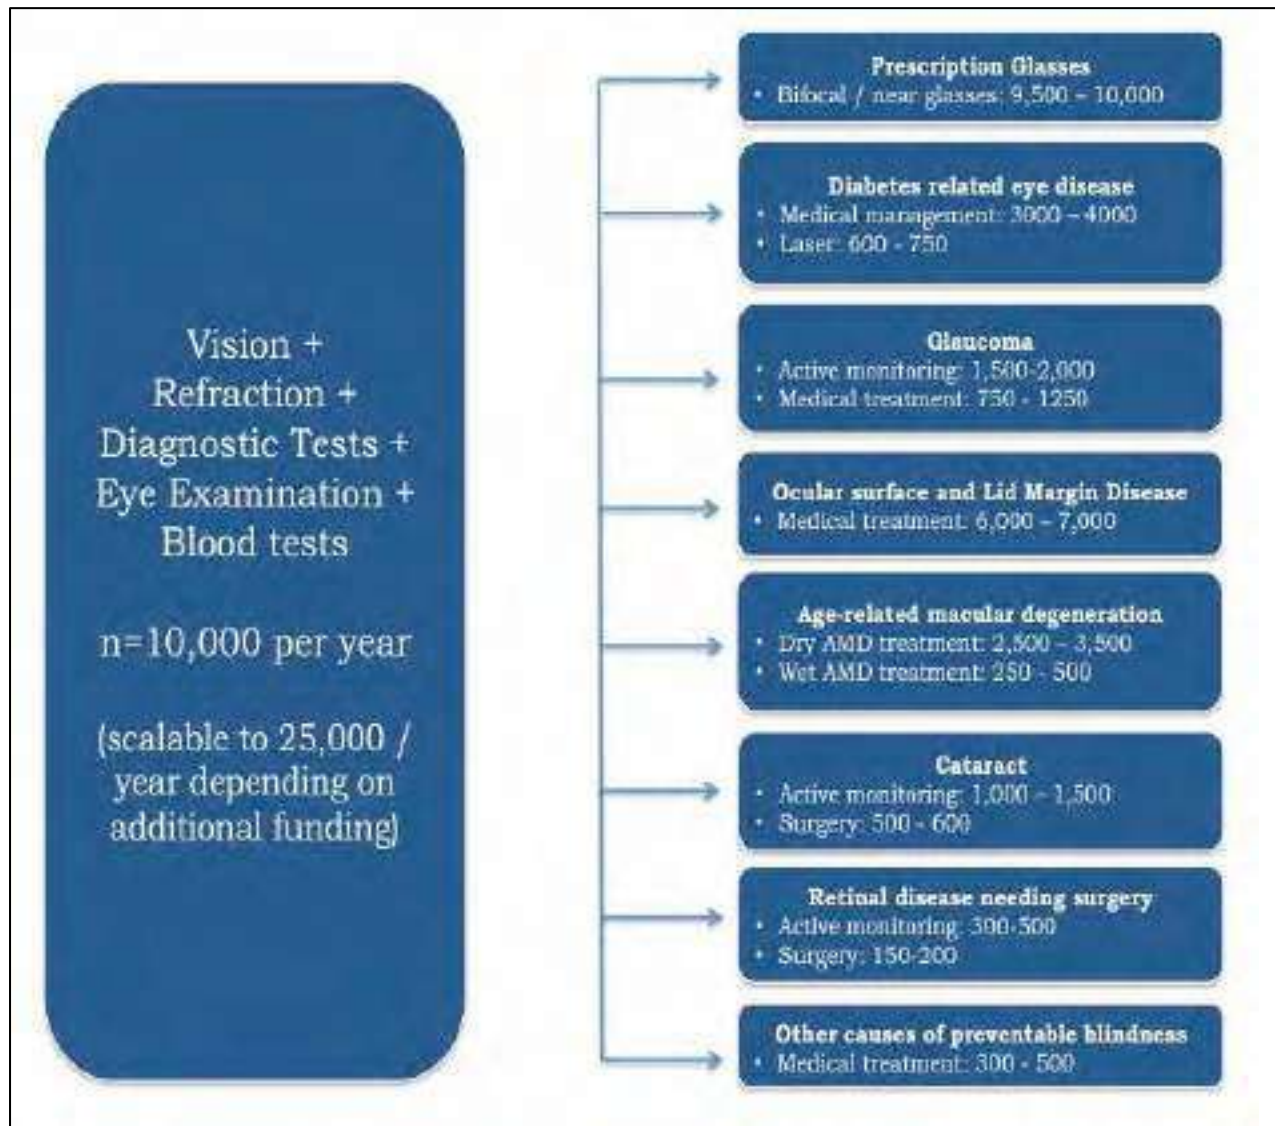 Vision +
Refraction +
Diagnostic Tests +
Eye Examination +
Blood tests
n=10,000 per year
(scalable to 25,000 /
year depending on
additional funding)
Prescription Glasses
• Bifocal / near glasses: 9,500 – 10,000
Diabetes related eye disease
• Medical management: 3000 – 4000
• Laser: 600 - 750
Glaucoma
• Active monitoring: 1,500-2,000
• Medical treatment: 750 - 1250
Ocular surface and Lid Margin Disease
• Medical treatment: 6,000 – 7,000
Age-related macular degeneration
• Dry AMD treatment: 2,500 – 3,500
• Wet AMD treatment: 250 - 500
Cataract
• Active monitoring: 1,000 – 1,500
• Surgery: 500 - 600
Retinal disease needing surgery
• Active monitoring: 300-500
• Surgery: 150-200
Other causes of preventable blindness
• Medical treatment: 300 - 500